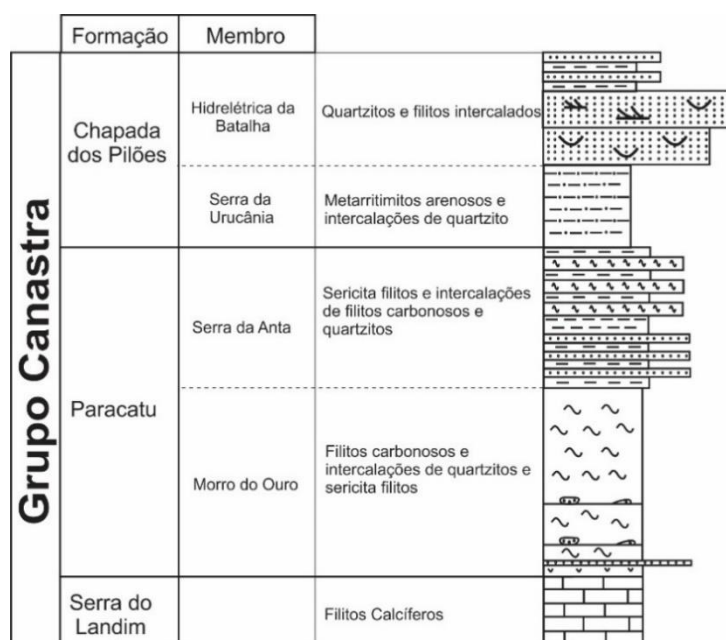 Formação
Membro
Grupo Canastra
Chapada
dos Pilões
Hidrelétrica da
Batalha
Quartzitos e filitos intercalados
Serra da
Urucânia
Metarritimitos arenosos e
intercalações de quartzito
Paracatu
Serra da Anta
Sericita filitos e intercalações
de filitos carbonosos e
quartzitos
Morro do Ouro
Filitos carbonosos e
intercalações de quartzitos e
sericita filitos
Serra do
Landim
Filitos Calcíferos